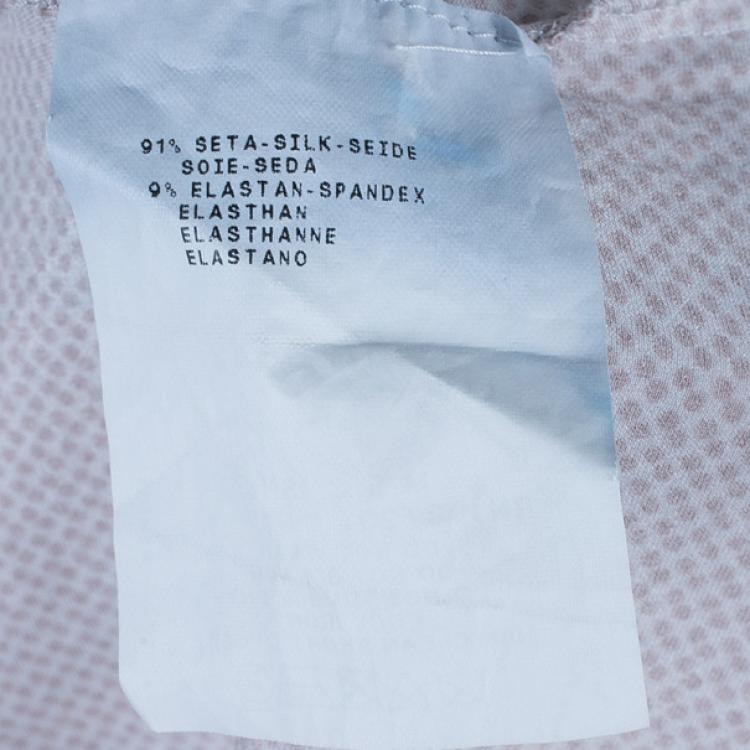 91% SETA-SILK-SEIDE
SOIE-SEDA
9% ELASTAN-SPANDEX
ELASTHAN
ELASTHANNE
ELASTANO